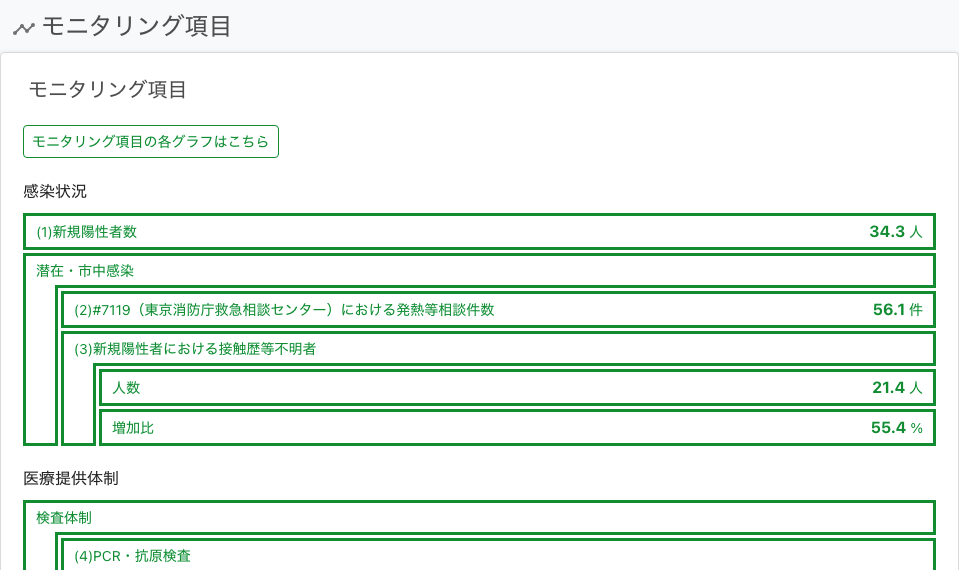 モニタリング項目
モニタリング項目
モニタリング項目の各グラフはこちら
感染状況
(1)新規陽性者数 34.3 人
潜在・市中感染
(2)#7119（東京消防庁救急相談センター）における発熱等相談件数 56.1 件
(3)新規陽性者における接触歴等不明者
人数 21.4 人
増加比 55.4 %
医療提供体制
検査体制
(4)PCR・抗原検査